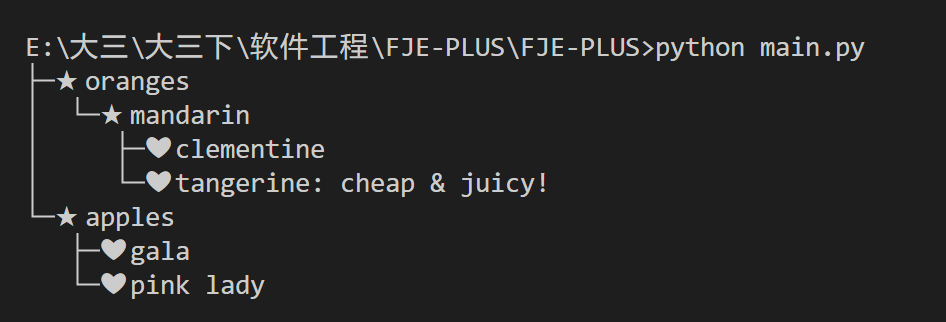 E:\大三\大三下\软件工程\FJE-PLUS\FJE-PLUS>python main.py
├─★ oranges
│  └─★ mandarin
│     ├─♥clementine
│     └─♥tangerine: cheap & juicy!
└─★ apples
   ├─♥gala
   └─♥pink lady